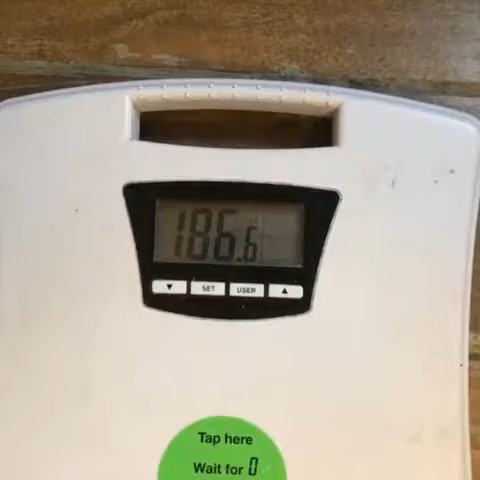 186.6
▼ SET USER ▲
Tap here
Wait for 0